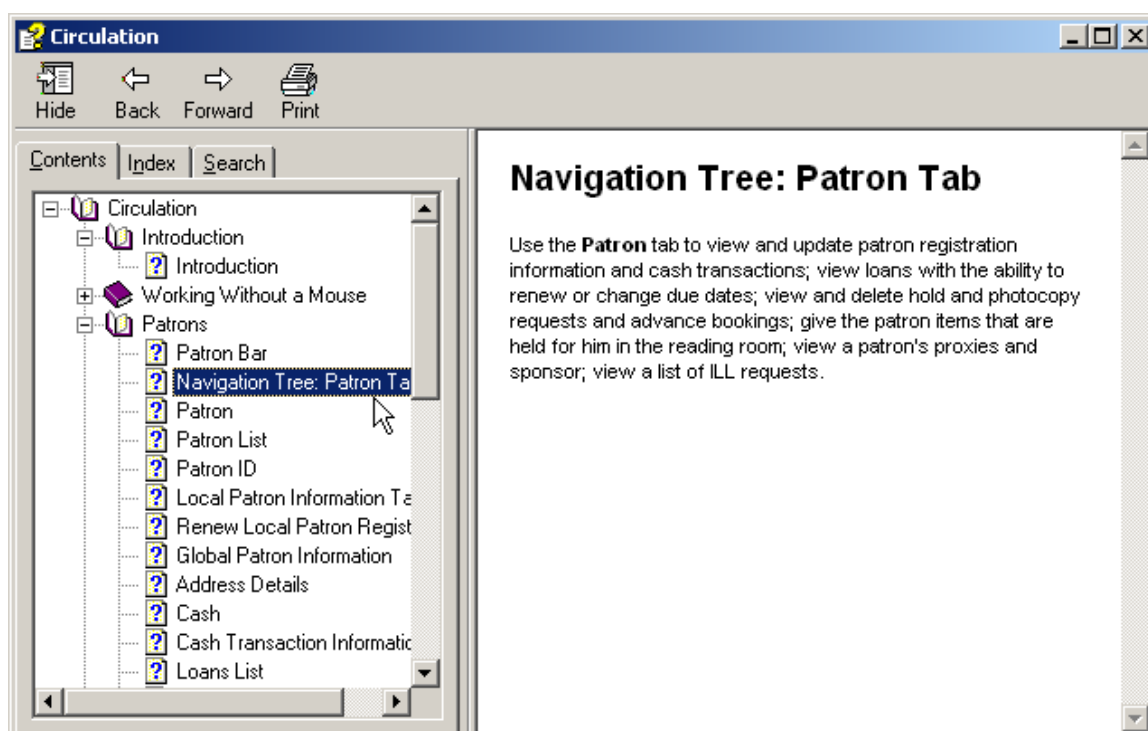 Circulation
Hide Back Forward Print
Contents Index Search
Circulation
Introduction
Introduction
Working Without a Mouse
Patrons
Patron Bar
Navigation Tree: Patron Ta
Patron
Patron List
Patron ID
Local Patron Information Ta
Renew Local Patron Regist
Global Patron Information
Address Details
Cash
Cash Transaction Informatic
Loans List
Navigation Tree: Patron Tab
Use the Patron tab to view and update patron registration
information and cash transactions; view loans with the ability to
renew or change due dates; view and delete hold and photocopy
requests and advance bookings; give the patron items that are
held for him in the reading room; view a patron's proxies and
sponsor; view a list of ILL requests.